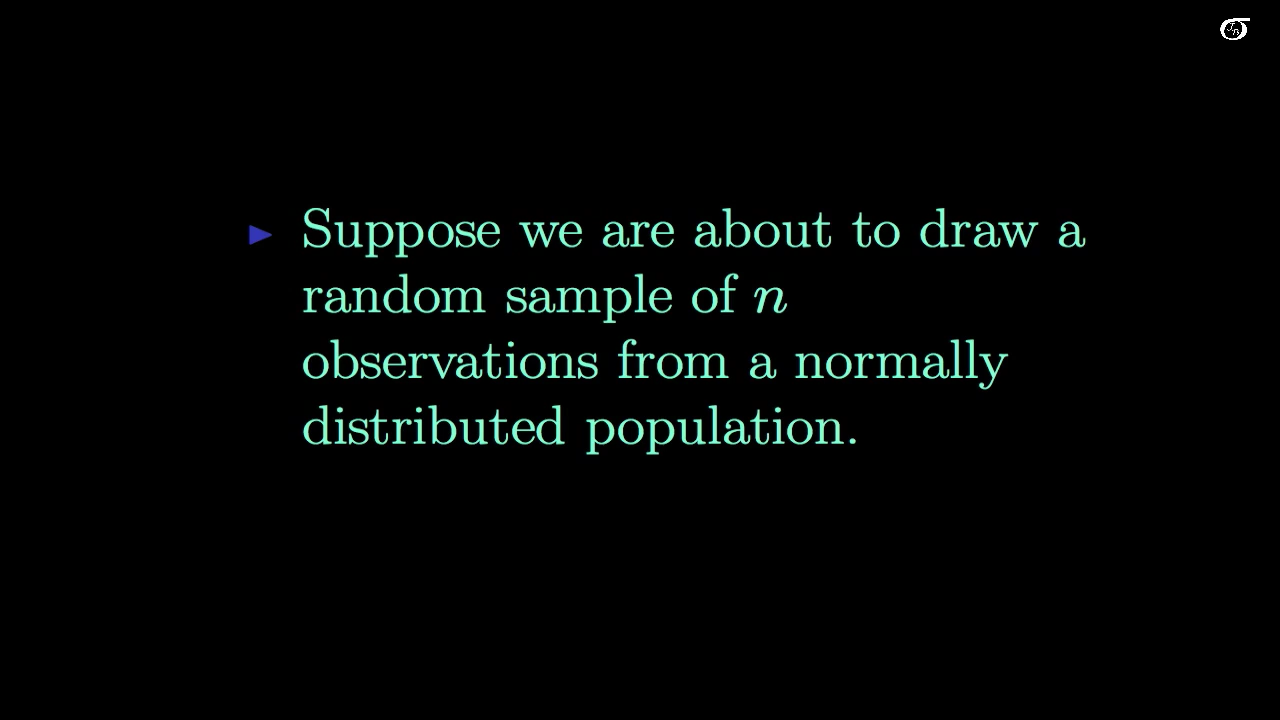 Suppose we are about to draw a
random sample of n
observations from a normally
distributed population.